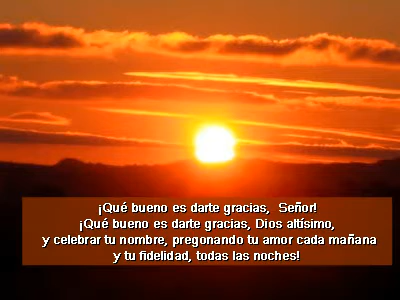 ¡Qué bueno es darte gracias, Señor!
¡Qué bueno es darte gracias, Dios altísimo,
y celebrar tu nombre, pregonando tu amor cada mañana
y tu fidelidad, todas las noches!